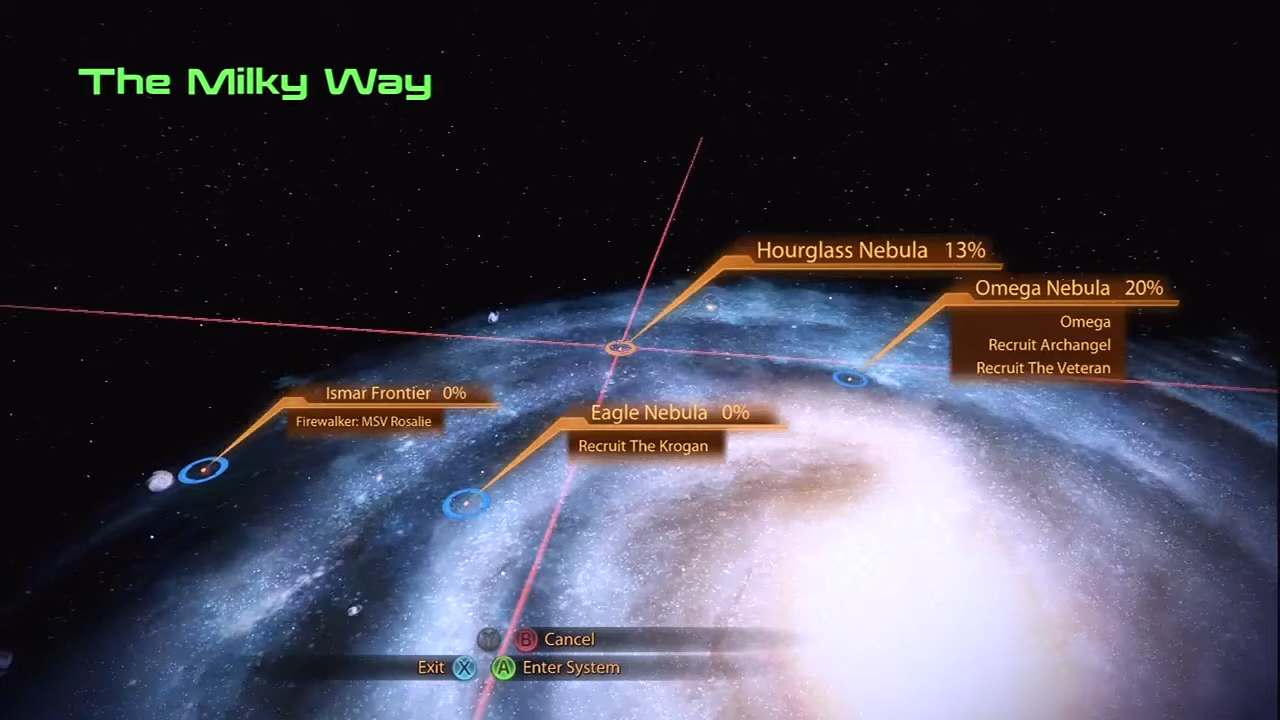 The Milky Way
Hourglass Nebula 13%
Omega Nebula 20%
Omega
Recruit Archangel
Recruit The Veteran
Ismar Frontier 0%
Firewalker: MSV Rosalie
Eagle Nebula 0%
Recruit The Krogan
Y B Cancel
Exit X A Enter System